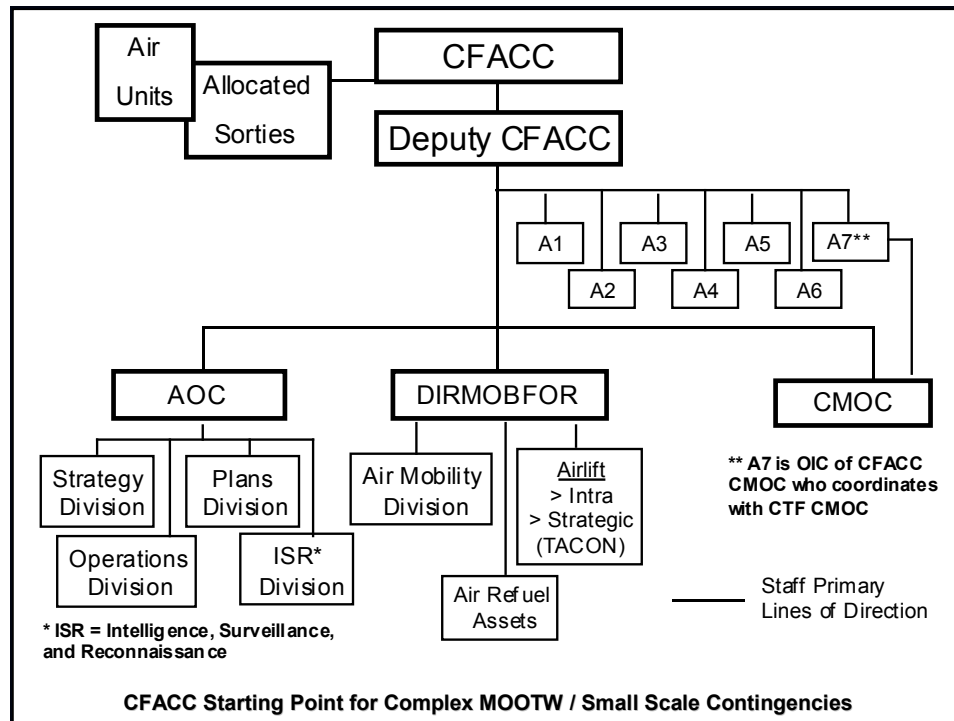 Air
Units
Allocated
Sorties
CFACC
Deputy CFACC
A1
A3
A5
A7**
A2
A4
A6
AOC
DIRMOBFOR
CMOC
Strategy
Division
Plans
Division
Operations
Division
ISR*
Division
Air Mobility
Division
Airlift
> Intra
> Strategic
(TACON)
Air Refuel
Assets
** A7 is OIC of CFACC
CMOC who coordinates
with CTF CMOC
Staff Primary
Lines of Direction
* ISR = Intelligence, Surveillance,
and Reconnaissance
CFACC Starting Point for Complex MOOTW / Small Scale Contingencies